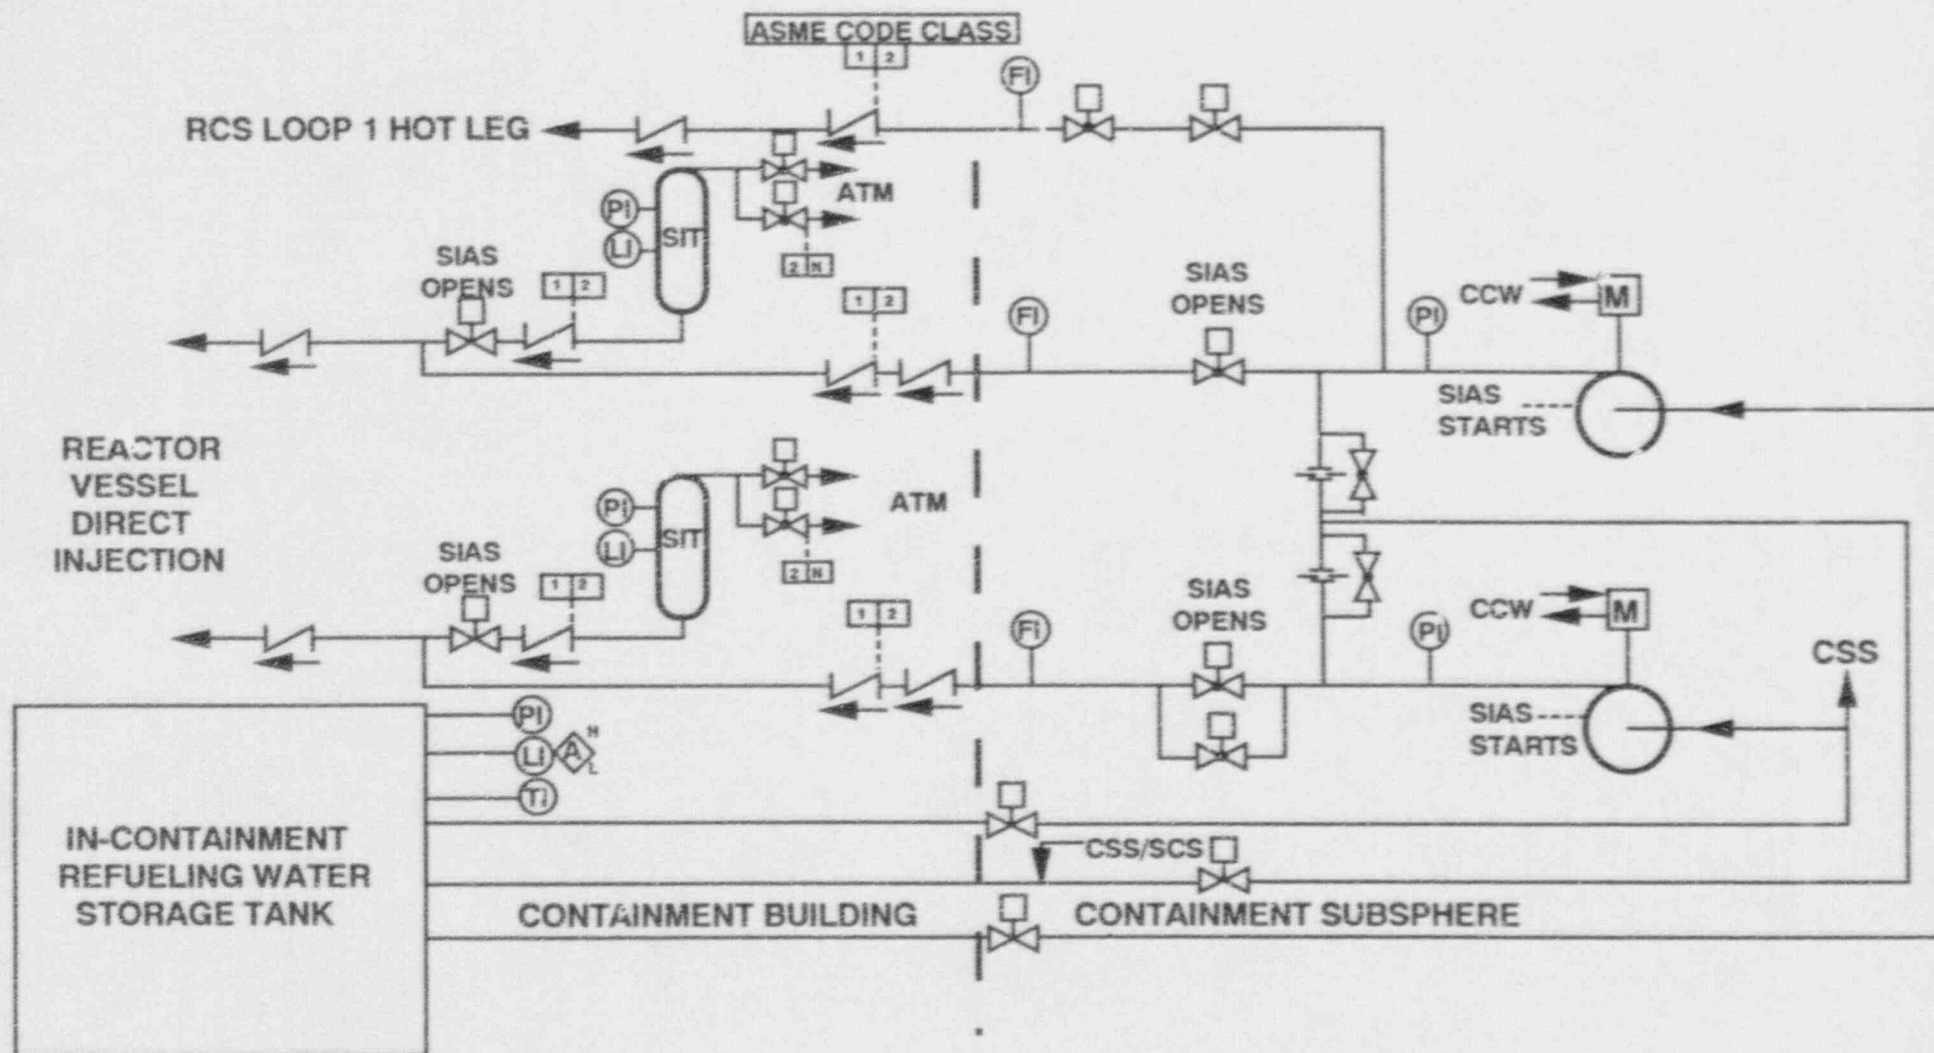 ASME CODE CLASS
1 2
FI
RCS LOOP 1 HOT LEG
ATM
PI
LI
SIT
2 N
SIAS
OPENS
1 2
1 2
FI
SIAS
OPENS
PI
CCW
M
SIAS
STARTS
REACTOR
VESSEL
DIRECT
INJECTION
PI
LI
SIT
ATM
2 N
SIAS
OPENS
1 2
1 2
FI
SIAS
OPENS
PI
CCW
M
SIAS
STARTS
CSS
PI
LI
A
H
L
TI
IN-CONTAINMENT
REFUELING WATER
STORAGE TANK
CSS/SCS
CONTAINMENT BUILDING
CONTAINMENT SUBSPHERE